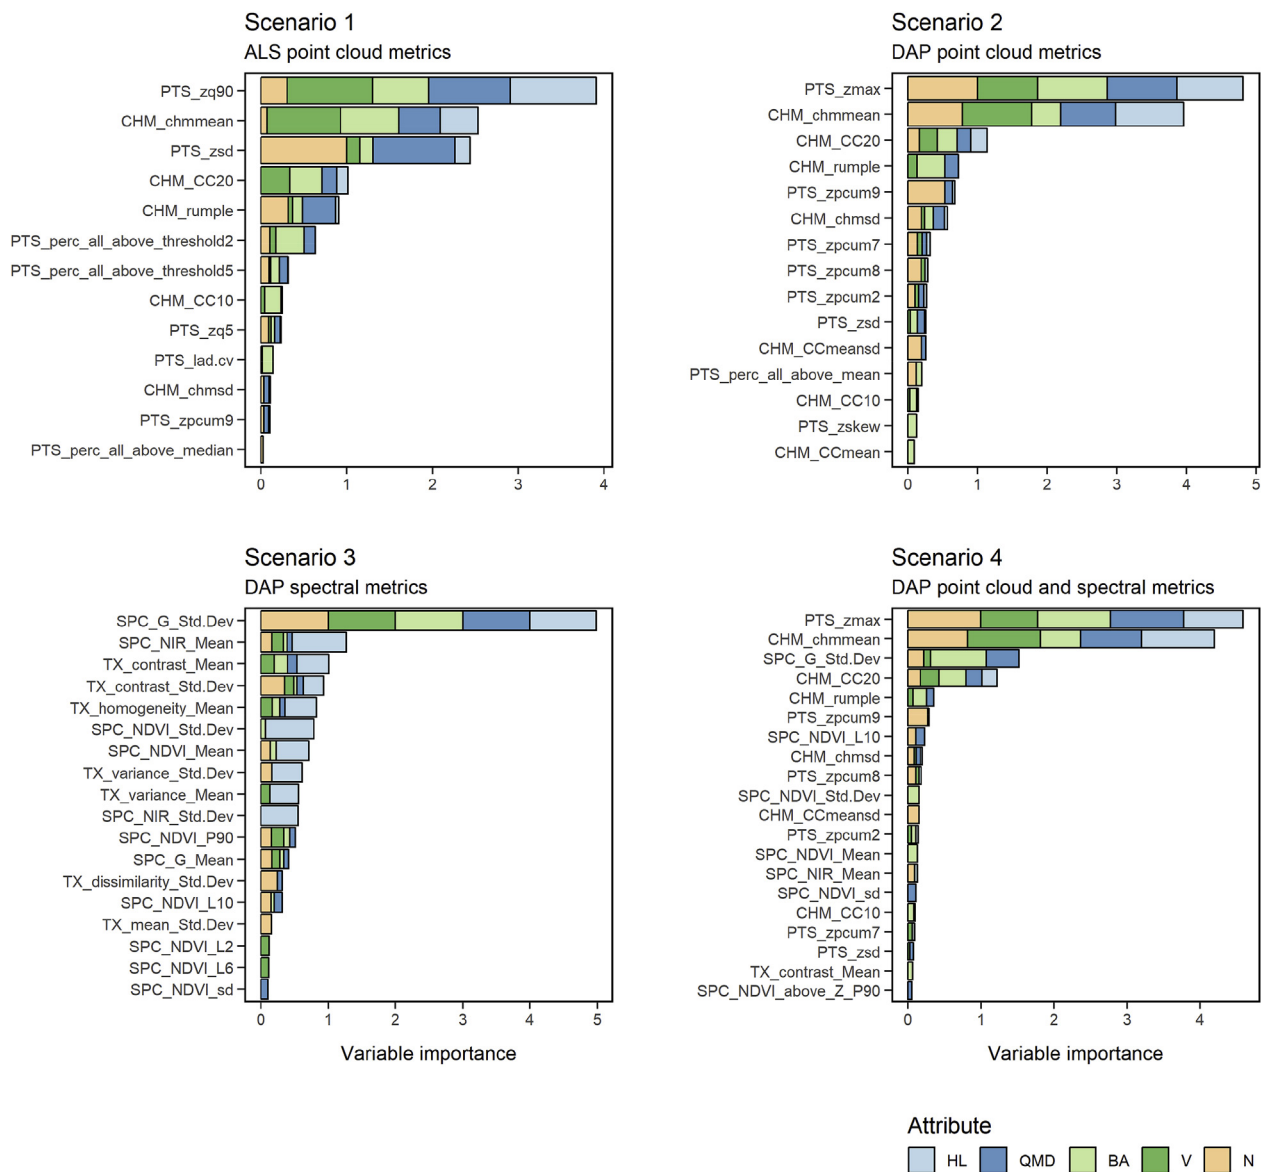 Scenario 1
ALS point cloud metrics
PTS_zq90
CHM_chmmean
PTS_zsd
CHM_CC20
CHM_rumple
PTS_perc_all_above_threshold2
PTS_perc_all_above_threshold5
CHM_CC10
PTS_zq5
PTS_lad.cv
CHM_chmsd
PTS_zpcum9
PTS_perc_all_above_median
0 1 2 3 4
Scenario 2
DAP point cloud metrics
PTS_zmax
CHM_chmmean
CHM_CC20
CHM_rumple
PTS_zpcum9
CHM_chmsd
PTS_zpcum7
PTS_zpcum8
PTS_zpcum2
PTS_zsd
CHM_CCmeansd
PTS_perc_all_above_mean
CHM_CC10
PTS_zskew
CHM_CCmean
0 1 2 3 4 5
Scenario 3
DAP spectral metrics
SPC_G_Std.Dev
SPC_NIR_Mean
TX_contrast_Mean
TX_contrast_Std.Dev
TX_homogeneity_Mean
SPC_NDVI_Std.Dev
SPC_NDVI_Mean
TX_variance_Std.Dev
TX_variance_Mean
SPC_NIR_Std.Dev
SPC_NDVI_P90
SPC_G_Mean
TX_dissimilarity_Std.Dev
SPC_NDVI_L10
TX_mean_Std.Dev
SPC_NDVI_L2
SPC_NDVI_L6
SPC_NDVI_sd
0 1 2 3 4 5
Variable importance
Scenario 4
DAP point cloud and spectral metrics
PTS_zmax
CHM_chmmean
SPC_G_Std.Dev
CHM_CC20
CHM_rumple
PTS_zpcum9
SPC_NDVI_L10
CHM_chmsd
PTS_zpcum8
SPC_NDVI_Std.Dev
CHM_CCmeansd
PTS_zpcum2
SPC_NDVI_Mean
SPC_NIR_Mean
SPC_NDVI_sd
CHM_CC10
PTS_zpcum7
PTS_zsd
TX_contrast_Mean
SPC_NDVI_above_Z_P90
0 1 2 3 4
Variable importance
Attribute
HL QMD BA V N